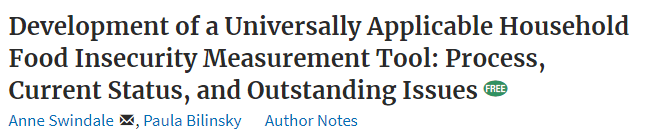 Development of a Universally Applicable Household
Food Insecurity Measurement Tool: Process,
Current Status, and Outstanding Issues FREE
Anne Swindale, Paula Bilinsky Author Notes